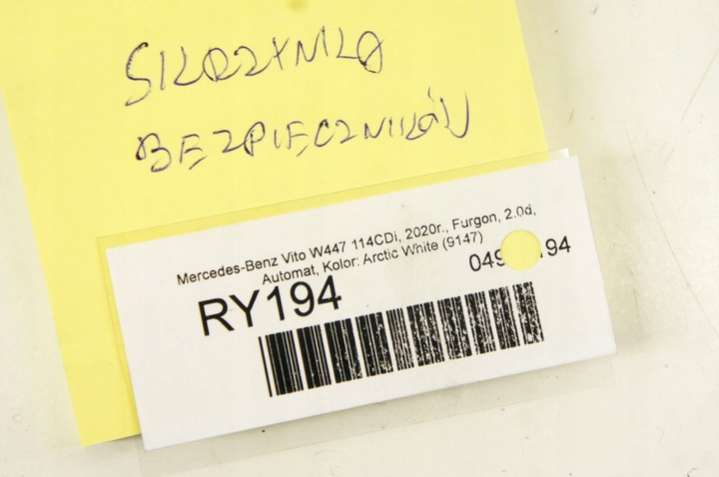 SKRZYNKA
BEZPIECZNIKÓW
Mercedes-Benz Vito W447 114CDi, 2020r., Furgon, 2.0d,
Automat, Kolor: Arctic White (9147)
RY194